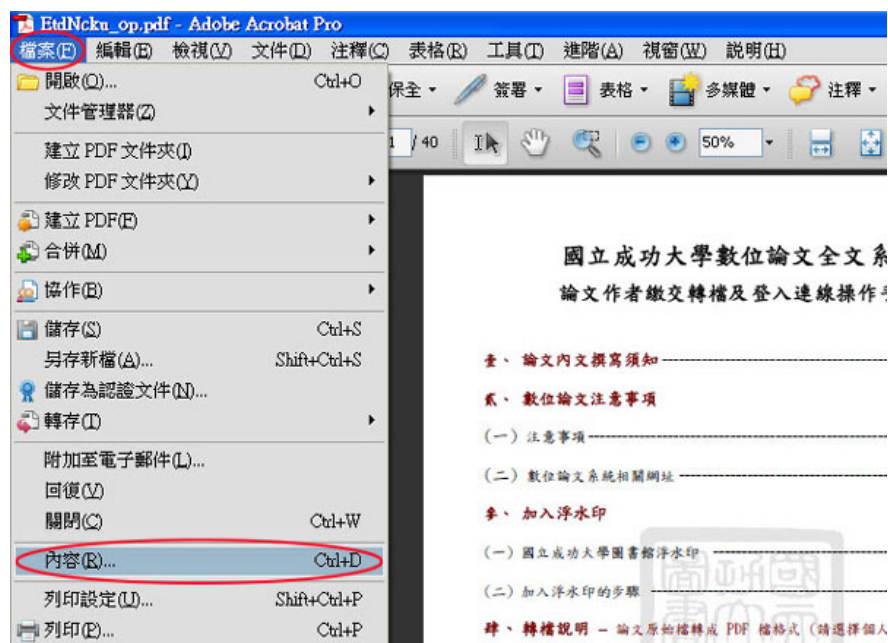 EtdNcku_op.pdf - Adobe Acrobat Pro
檔案(F) 編輯(E) 檢視(V) 文件(D) 注釋(C) 表格(R) 工具(T) 進階(A) 視窗(W) 說明(H)
開啟(O)... Ctrl+O
保全 簽署 表格 多媒體 注釋
文件管理器(Z)
建立 PDF 文件夾(I)
/ 40 50%
修改 PDF 文件夾(Y)
建立 PDF(F)
合併(M)
協作(B)
儲存(S) Ctrl+S
另存新檔(A)... Shift+Ctrl+S
儲存為認證文件(N)...
轉存(T)
附加至電子郵件(L)...
回復(V)
關閉(C) Ctrl+W
內容(R)... Ctrl+D
列印設定(U)... Shift+Ctrl+P
列印(P)... Ctrl+P
國立成功大學數位論文全文系
論文作者繳交轉檔及登入連線操作
壹、 論文內文撰寫須知
貳、 數位論文注意事項
(一) 注意事項
(二) 數位論文系統相關網址
參、 加入浮水印
(一) 國立成功大學圖書館浮水印
(二) 加入浮水印的步驟
肆、 轉檔說明 – 論文原始檔轉成 PDF 檔格式 (請選擇個人